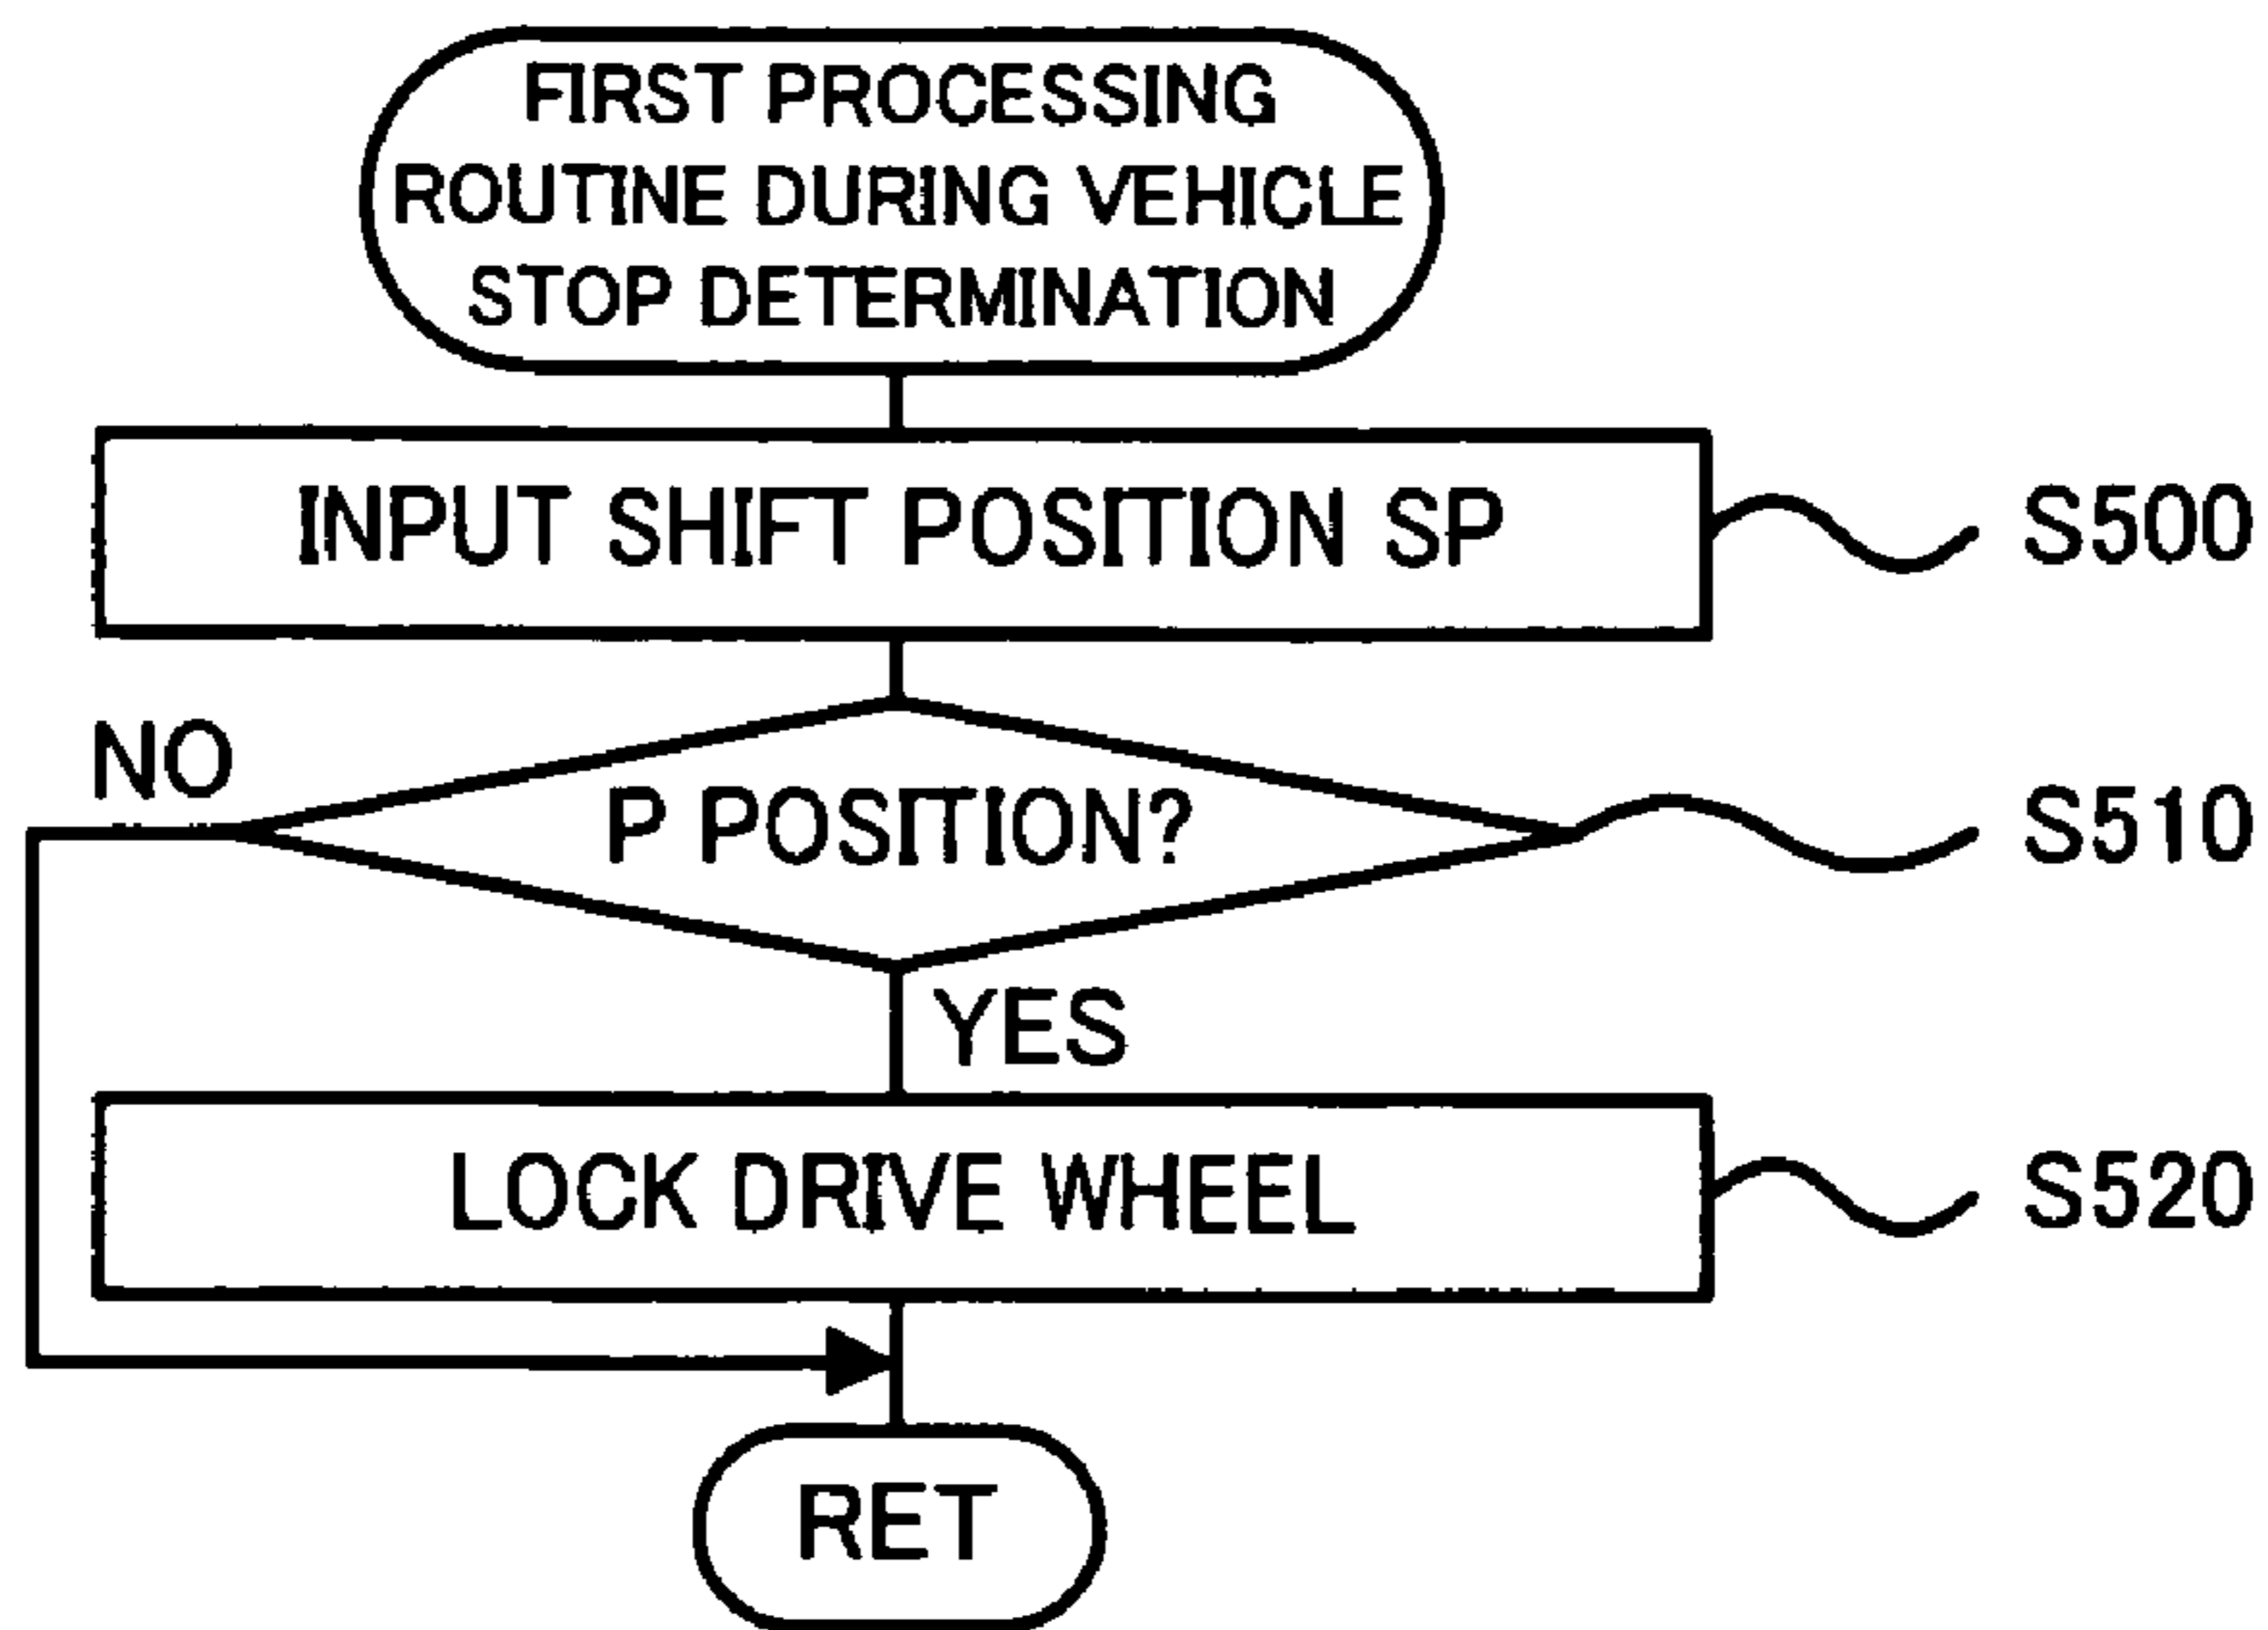 FIRST PROCESSING
ROUTINE DURING VEHICLE
STOP DETERMINATION
INPUT SHIFT POSITION SP
S500
NO
P POSITION?
S510
YES
LOCK DRIVE WHEEL
S520
RET